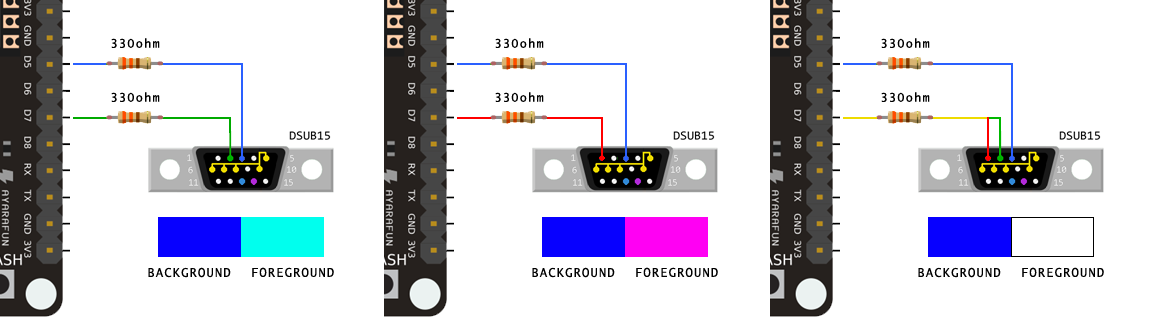 3V3
GND
D5
D6
D7
D8
RX
TX
GND
3V3
AYARAFUN
ASH
330ohm
330ohm
DSUB15
1
5
6
10
11
15
BACKGROUND FOREGROUND
3V3
GND
D5
D6
D7
D8
RX
TX
GND
3V3
AYARAFUN
ASH
330ohm
330ohm
DSUB15
1
5
6
10
11
15
BACKGROUND FOREGROUND
3V3
GND
D5
D6
D7
D8
RX
TX
GND
3V3
AYARAFUN
ASH
330ohm
330ohm
DSUB15
1
5
6
10
11
15
BACKGROUND FOREGROUND